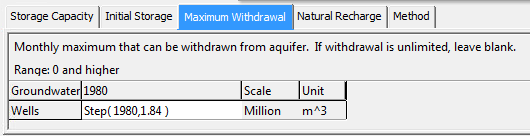 Storage Capacity Initial Storage Maximum Withdrawal Natural Recharge Method
Monthly maximum that can be withdrawn from aquifer. If withdrawal is unlimited, leave blank.
Range: 0 and higher
Groundwater 1980 Scale Unit
Wells Step( 1980,1.84 ) Million m^3